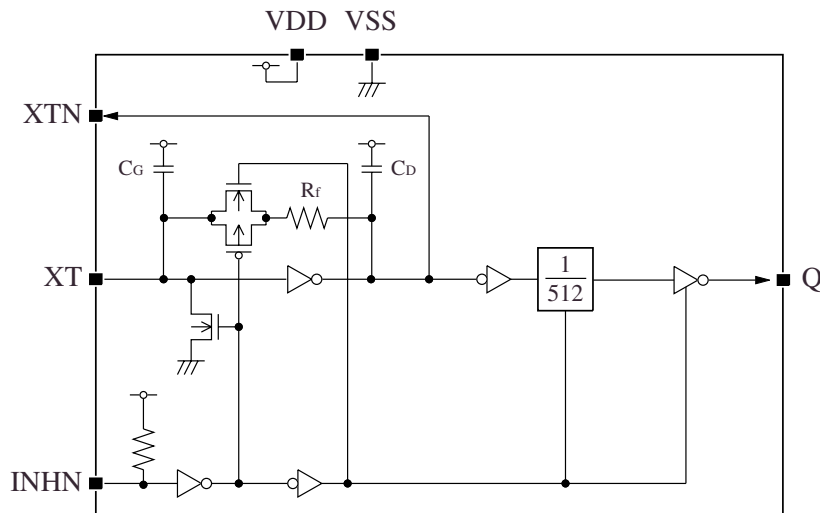 VDD VSS
XTN
CG CD
Rf
XT
1
512
Q
INHN